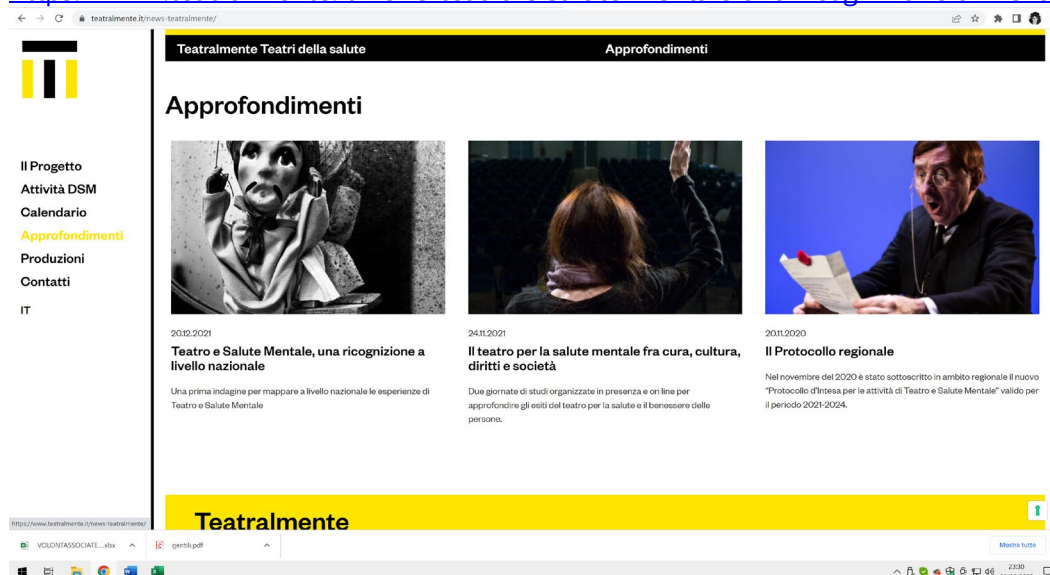 teatralmente.it/news-teatralmente/
Teatralmente Teatri della salute
Approfondimenti
Approfondimenti
Il Progetto
Attività DSM
Calendario
Approfondimenti
Produzioni
Contatti
IT
20.12.2021
Teatro e Salute Mentale, una ricognizione a
livello nazionale
Una prima indagine per mappare a livello nazionale le esperienze di
Teatro e Salute Mentale
24.11.2021
Il teatro per la salute mentale fra cura, cultura,
diritti e società
Due giornate di studi organizzate in presenza e on line per
approfondire gli esiti del teatro per la salute e il benessere delle
persone.
20.11.2020
Il Protocollo regionale
Nel novembre del 2020 è stato sottoscritto in ambito regionale il nuovo
"Protocollo d'Intesa per le attività di Teatro e Salute Mentale" valido per
il periodo 2021-2024.
Teatralmente
https://www.teatralmente.it/news-teatralmente/
VOLONTASSOCIATE....xlsx
gentili.pdf
Mostra tutto
23:30